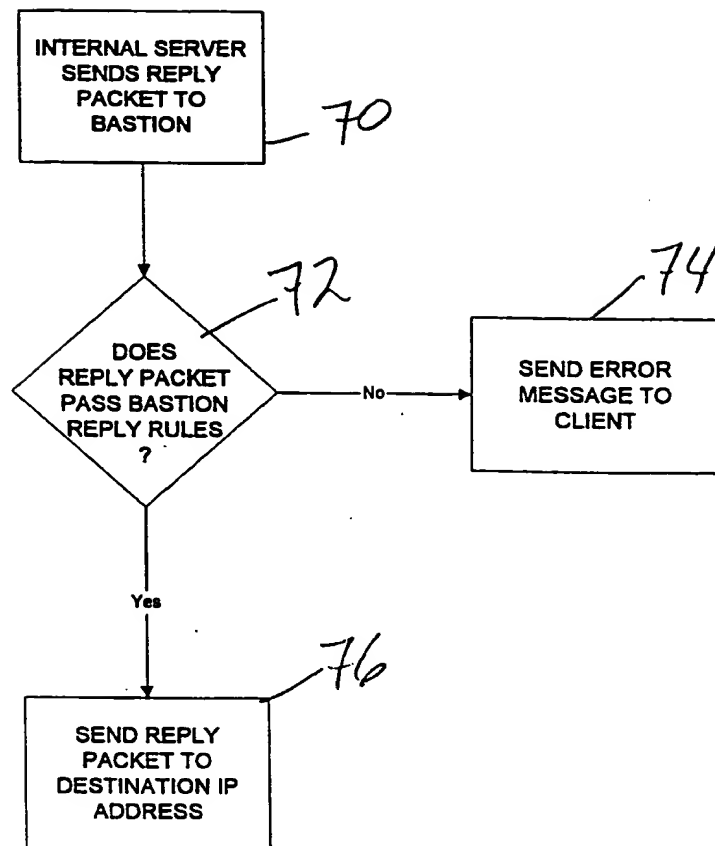 INTERNAL SERVER
SENDS REPLY
PACKET TO
BASTION
70
72
DOES
REPLY PACKET
PASS BASTION
REPLY RULES
?
No
74
SEND ERROR
MESSAGE TO
CLIENT
Yes
76
SEND REPLY
PACKET TO
DESTINATION IP
ADDRESS